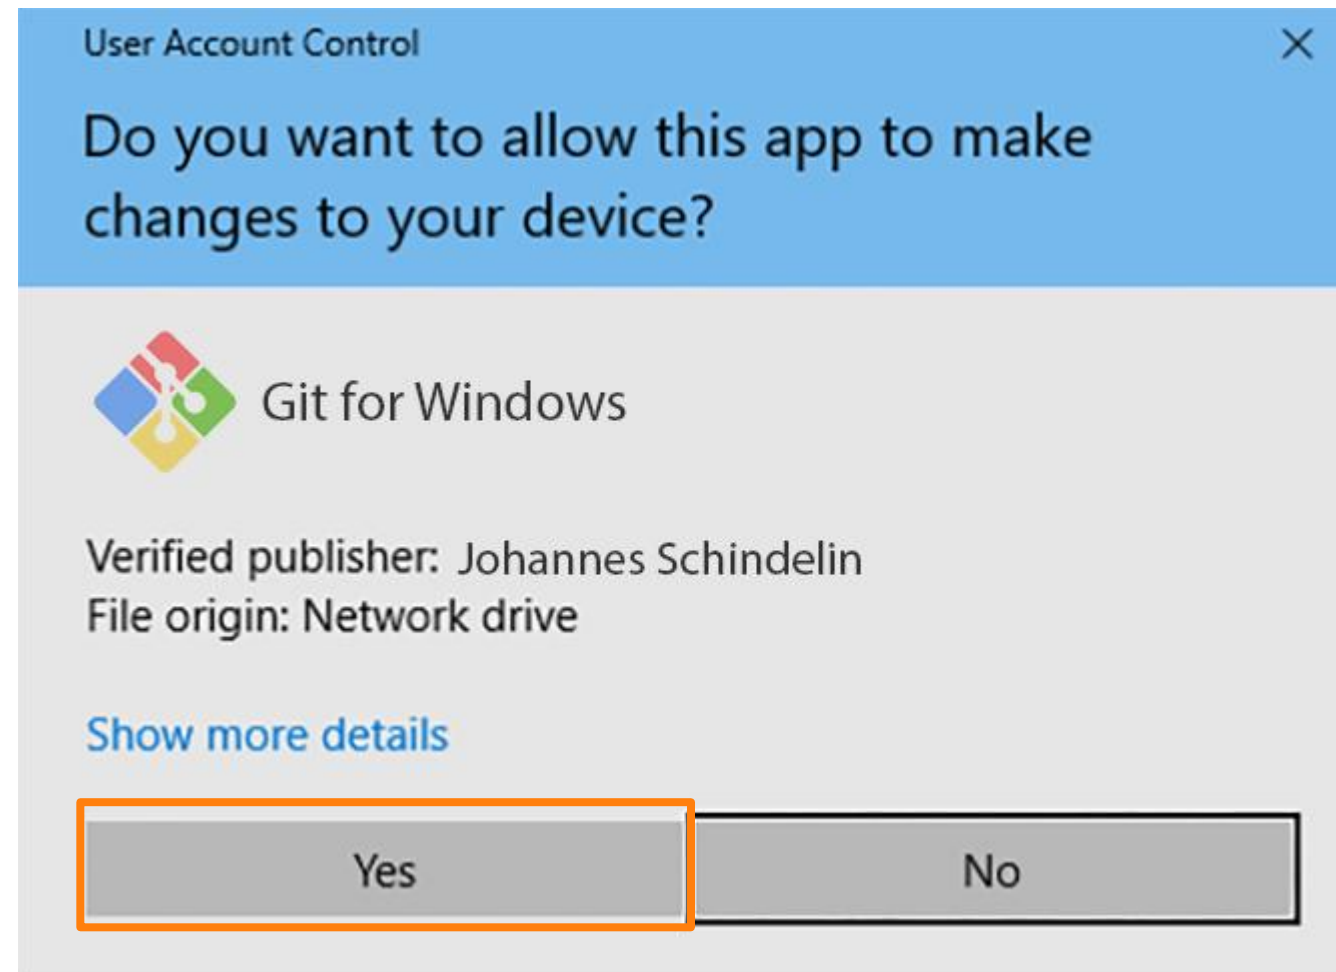 User Account Control
Do you want to allow this app to make
changes to your device?
Git for Windows
Verified publisher: Johannes Schindelin
File origin: Network drive
Show more details
Yes
No